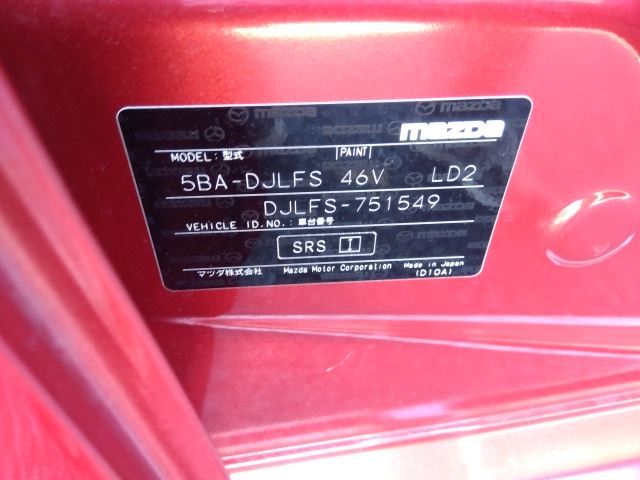 mazda
MODEL: 型式 PAINT
5BA-DJLFS 46V LD2
DJLFS-751549
VEHICLE ID.NO.: 車台番号
SRS I
マツダ株式会社 Mazda Motor Corporation Made in Japan
(D10A)